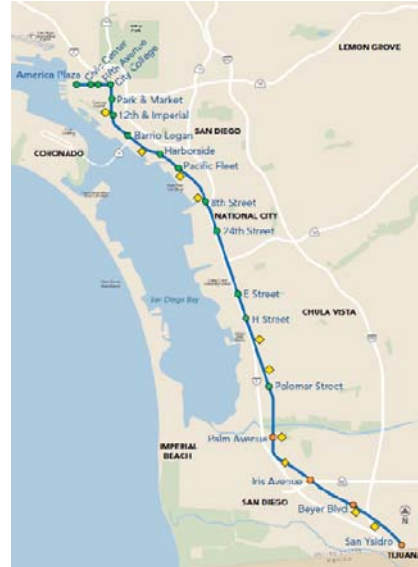 LEMON GROVE
Civic Center
Fifth Avenue
City College
America Plaza
Park & Market
12th & Imperial
Barrio Logan
SAN DIEGO
CORONADO
Harborside
Pacific Fleet
8th Street
NATIONAL CITY
24th Street
E Street
San Diego Bay
H Street
CHULA VISTA
Palomar Street
Palm Avenue
IMPERIAL
BEACH
Iris Avenue
SAN DIEGO
Beyer Blvd
N
San Ysidro
TIJUANA